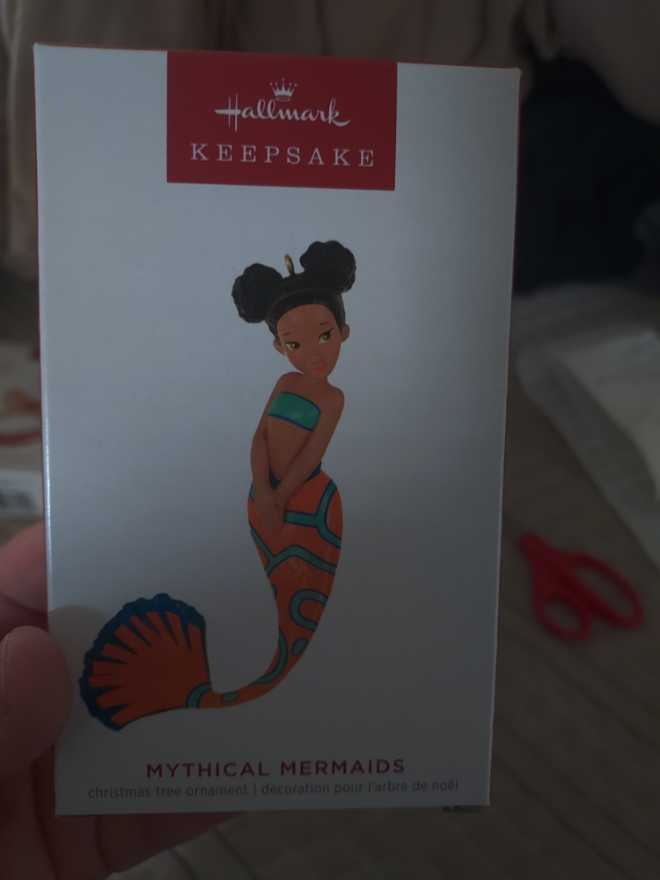 Hallmark
KEEPSAKE
MYTHICAL MERMAIDS
christmas tree ornament | décoration pour l'arbre de noël